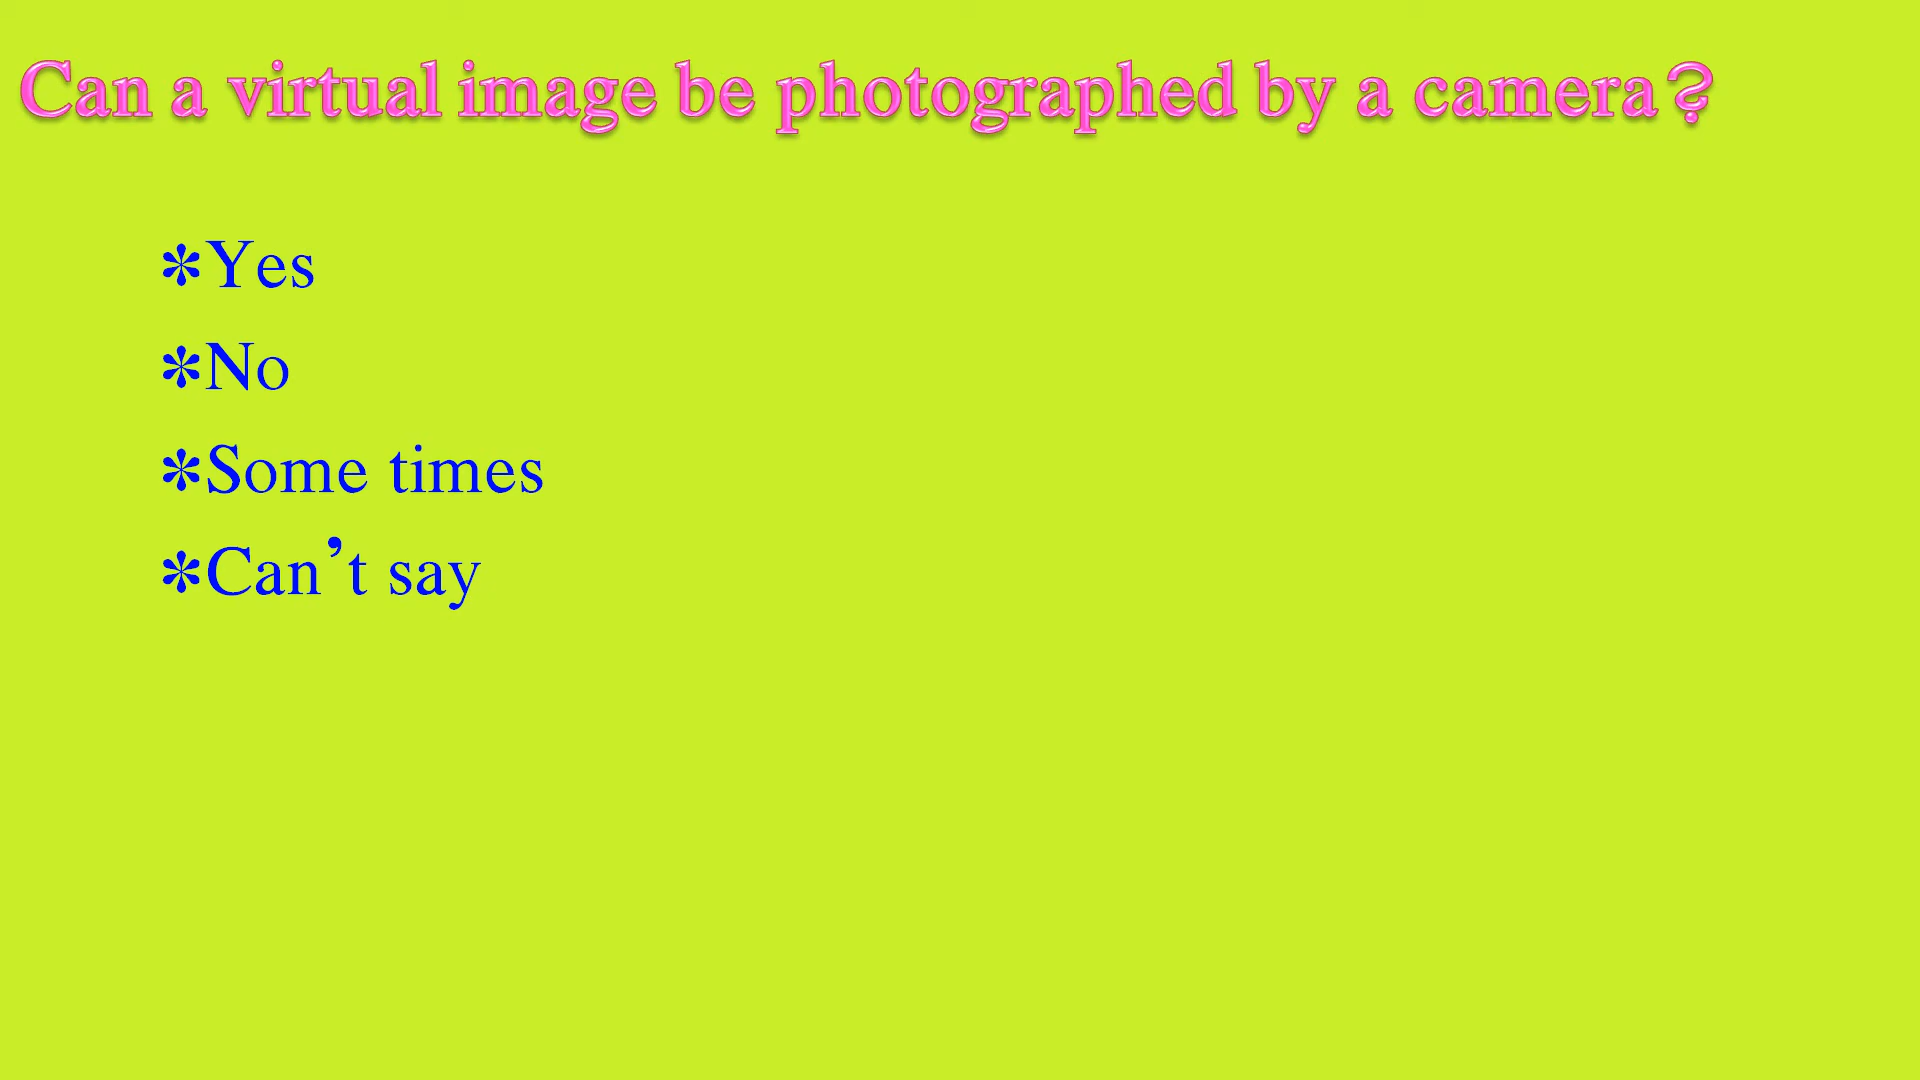 Can a virtual image be photographed by a camera?
*Yes
*No
*Some times
*Can’t say